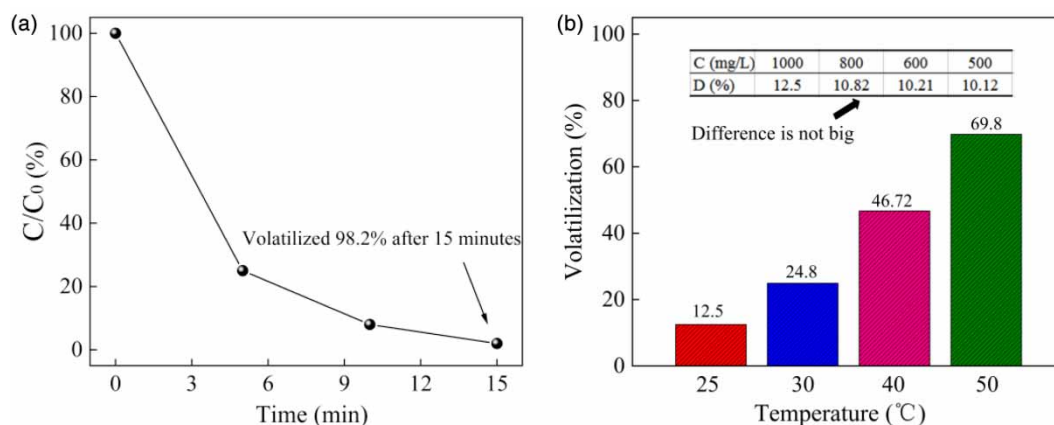 (a)
100
80
60
40
20
0
C/C0 (%)
Volatilized 98.2% after 15 minutes
0 3 6 9 12 15
Time (min)
(b)
100
80
60
40
20
0
Volatilization (%)
C (mg/L) 1000 800 600 500
D (%) 12.5 10.82 10.21 10.12
Difference is not big
12.5
24.8
46.72
69.8
25 30 40 50
Temperature (℃)